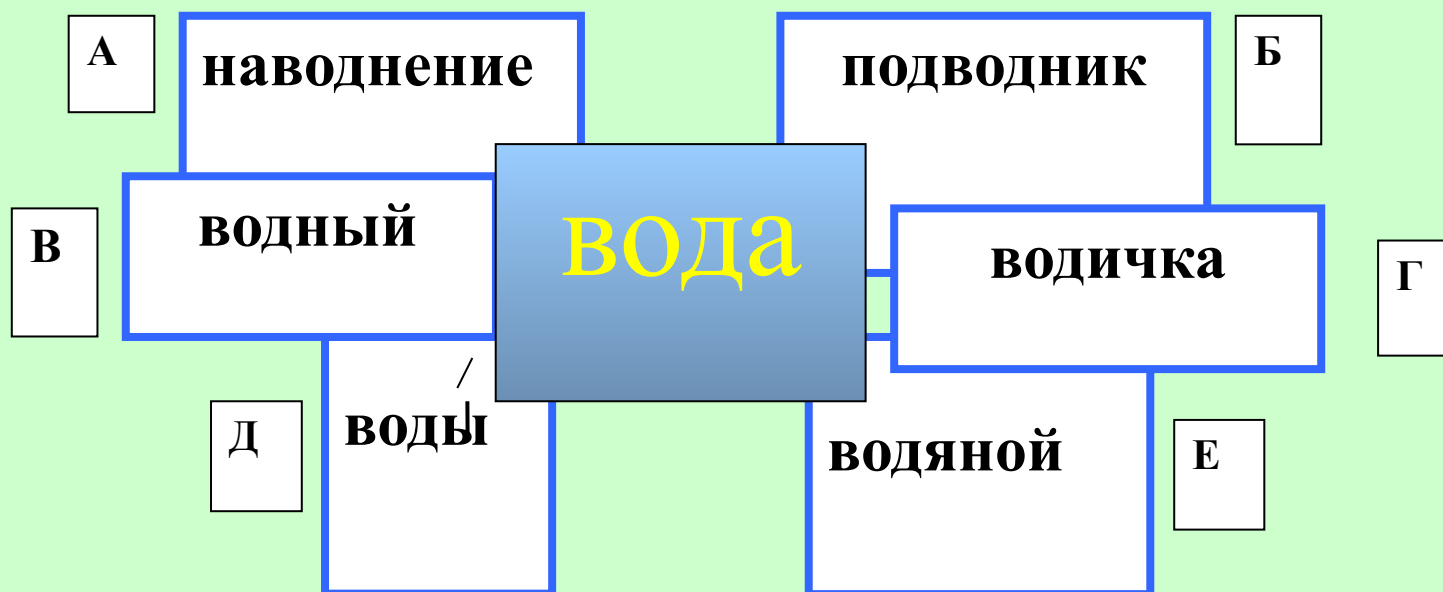 А
наводнение
подводник
Б
В
водный
вода
водичка
Г
Д
воды
водяной
Е